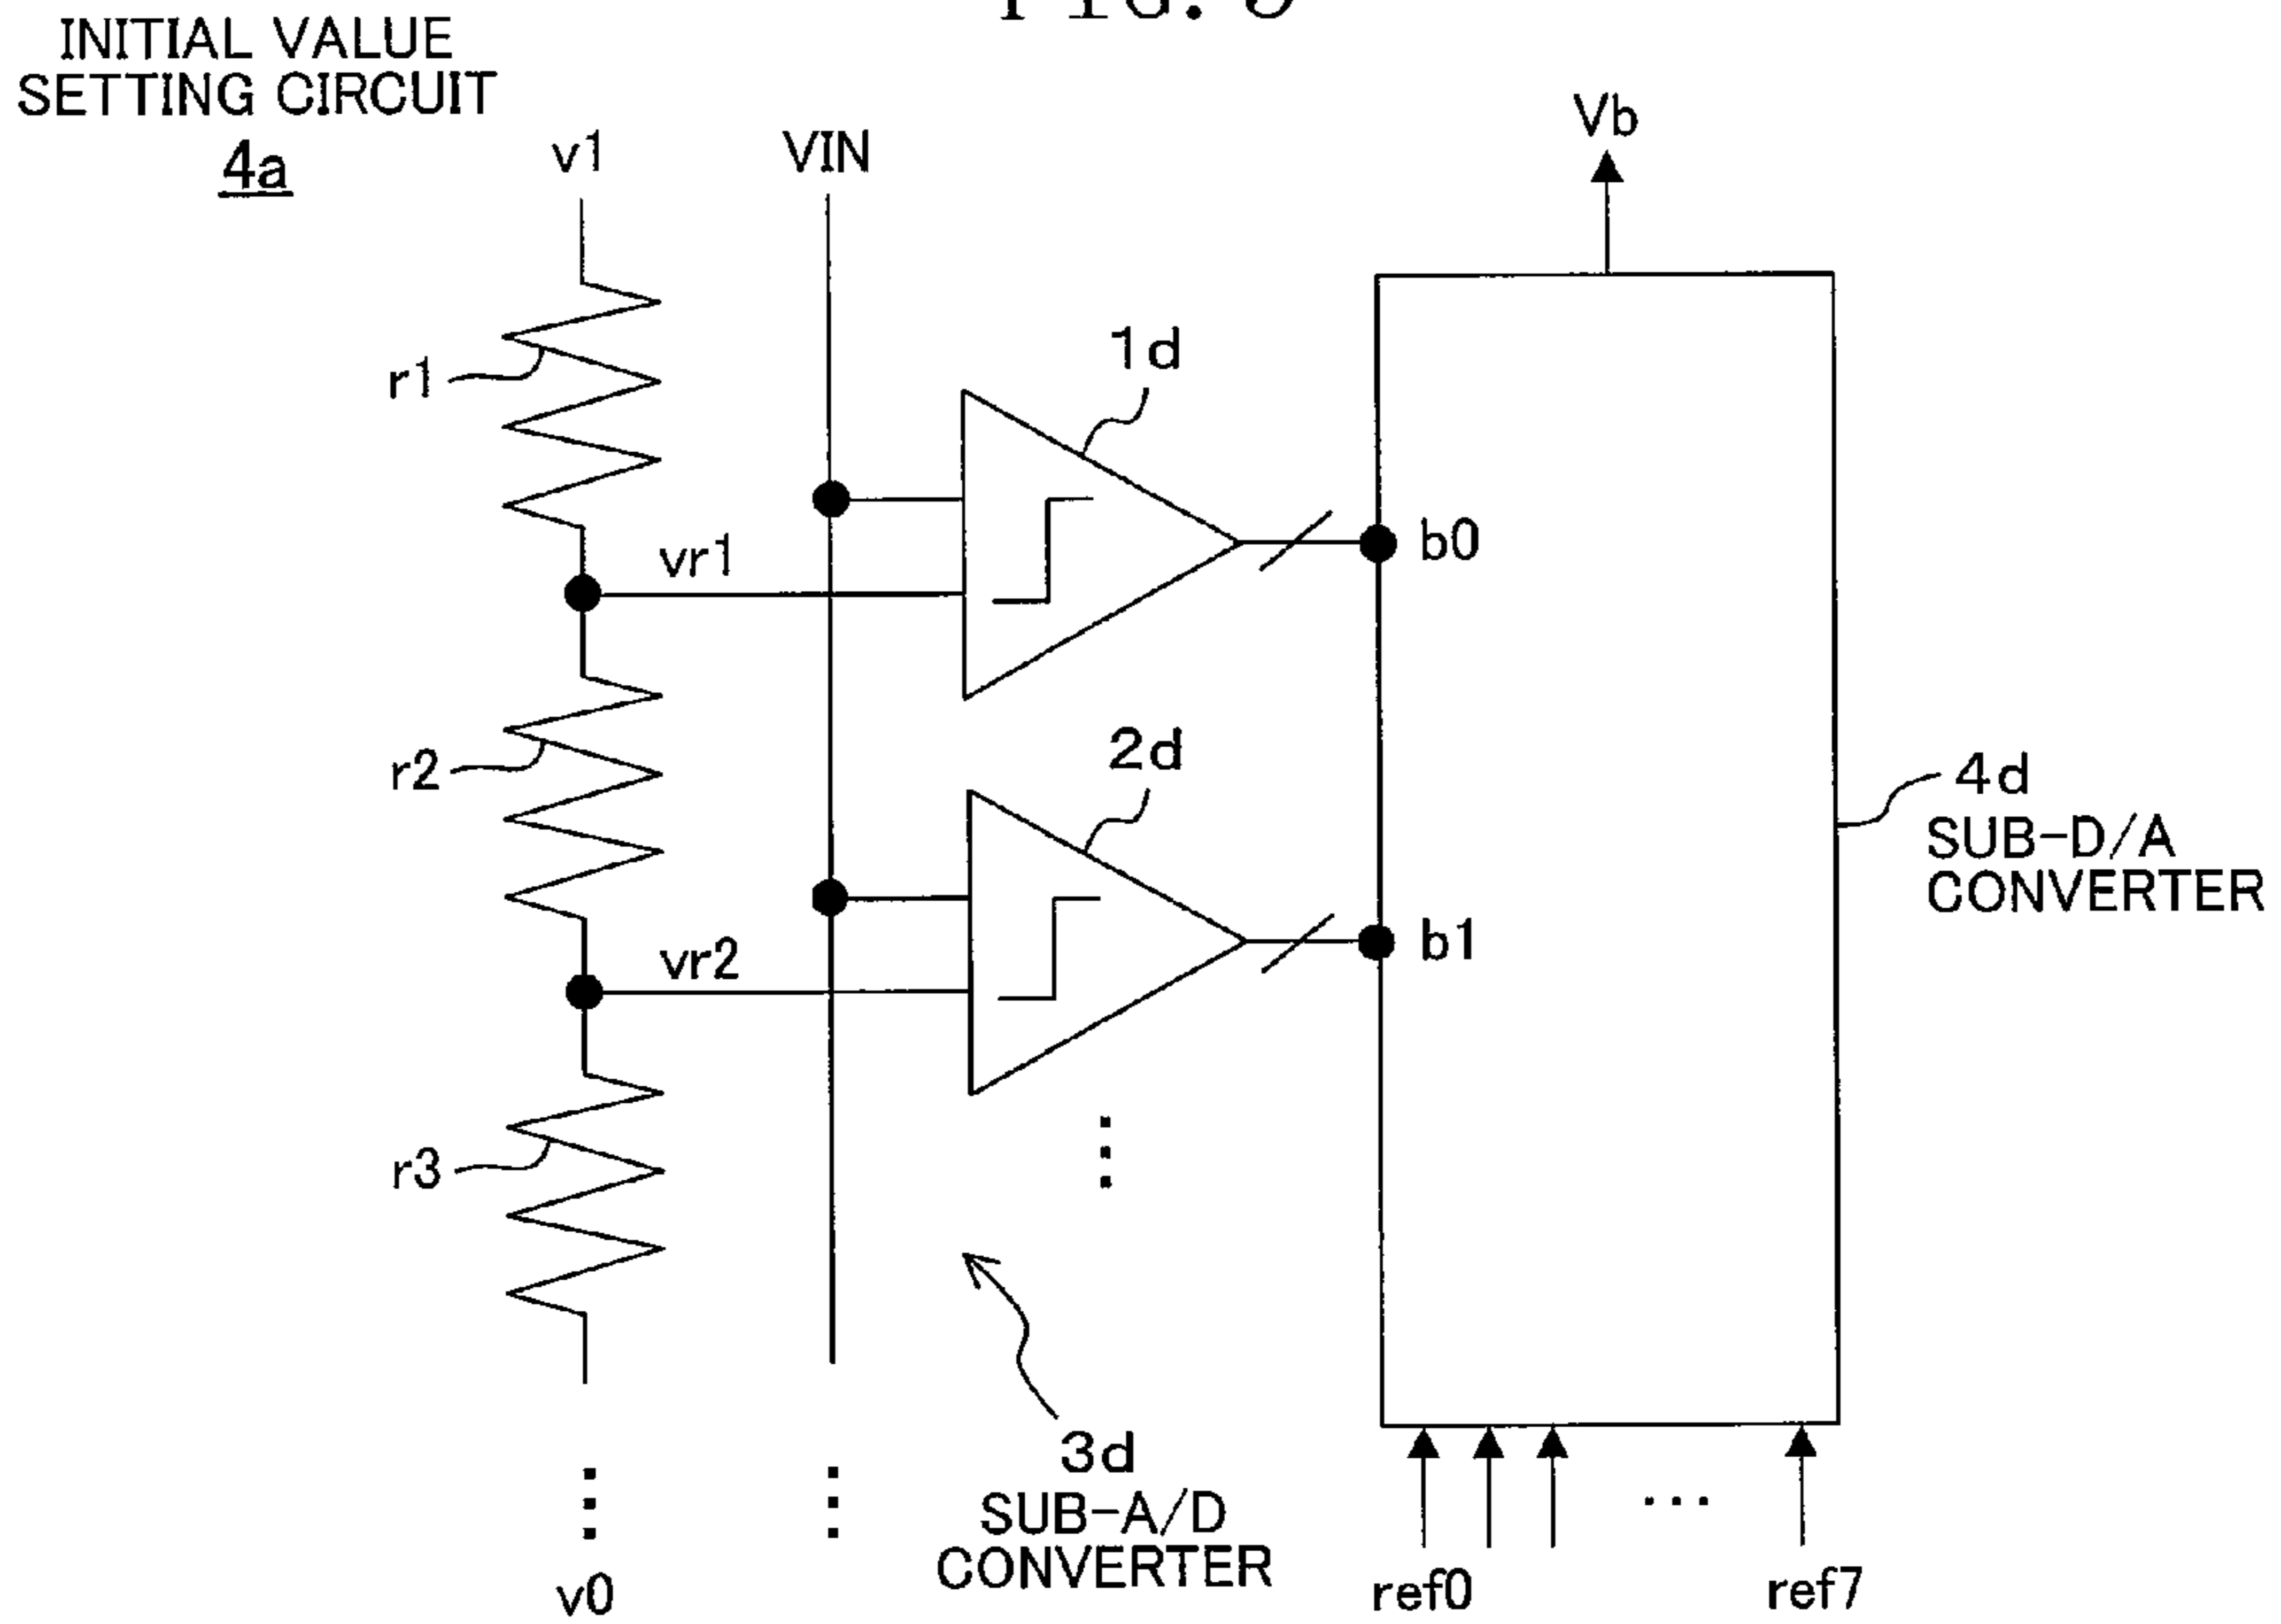 FIG.
INITIAL VALUE
SETTING CIRCUIT
4a
v1
VIN
Vb
r1
1d
vr1
b0
r2
2d
vr2
b1
4d
SUB-D/A
CONVERTER
r3
3d
SUB-A/D
CONVERTER
v0
ref0
...
ref7